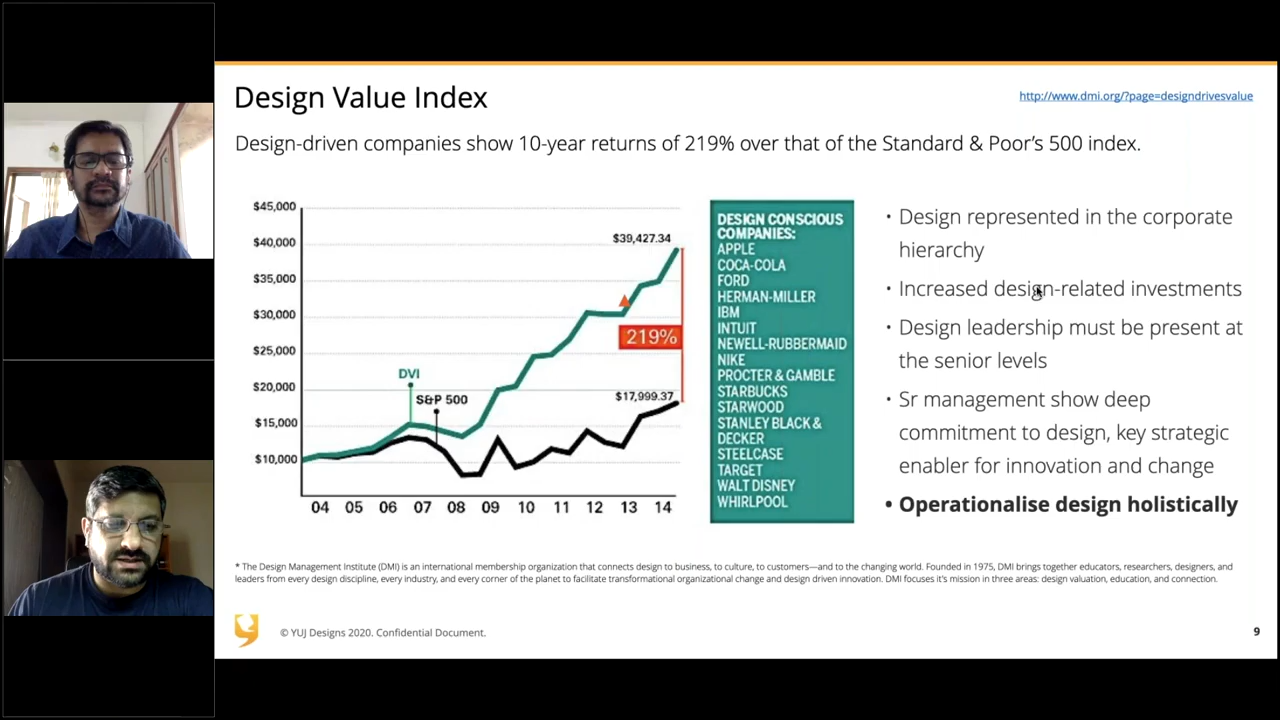 Design Value Index
http://www.dmi.org/?page=designdrivesvalue
Design-driven companies show 10-year returns of 219% over that of the Standard & Poor's 500 index.
$45,000
$40,000
$35,000
$30,000
$25,000
$20,000
$15,000
$10,000
$39,427.34
219%
DVI
S&P 500
$17,999.37
04 05 06 07 08 09 10 11 12 13 14
DESIGN CONSCIOUS
COMPANIES:
APPLE
COCA-COLA
FORD
HERMAN-MILLER
IBM
INTUIT
NEWELL-RUBBERMAID
NIKE
PROCTER & GAMBLE
STARBUCKS
STARWOOD
STANLEY BLACK &
DECKER
STEELCASE
TARGET
WALT DISNEY
WHIRLPOOL
• Design represented in the corporate
hierarchy
• Increased design-related investments
• Design leadership must be present at
the senior levels
• Sr management show deep
commitment to design, key strategic
enabler for innovation and change
• Operationalise design holistically
* The Design Management Institute (DMI) is an international membership organization that connects design to business, to culture, to customers—and to the changing world. Founded in 1975, DMI brings together educators, researchers, designers, and
leaders from every design discipline, every industry, and every corner of the planet to facilitate transformational organizational change and design driven innovation. DMI focuses it's mission in three areas: design valuation, education, and connection.
© YUJ Designs 2020. Confidential Document.
9